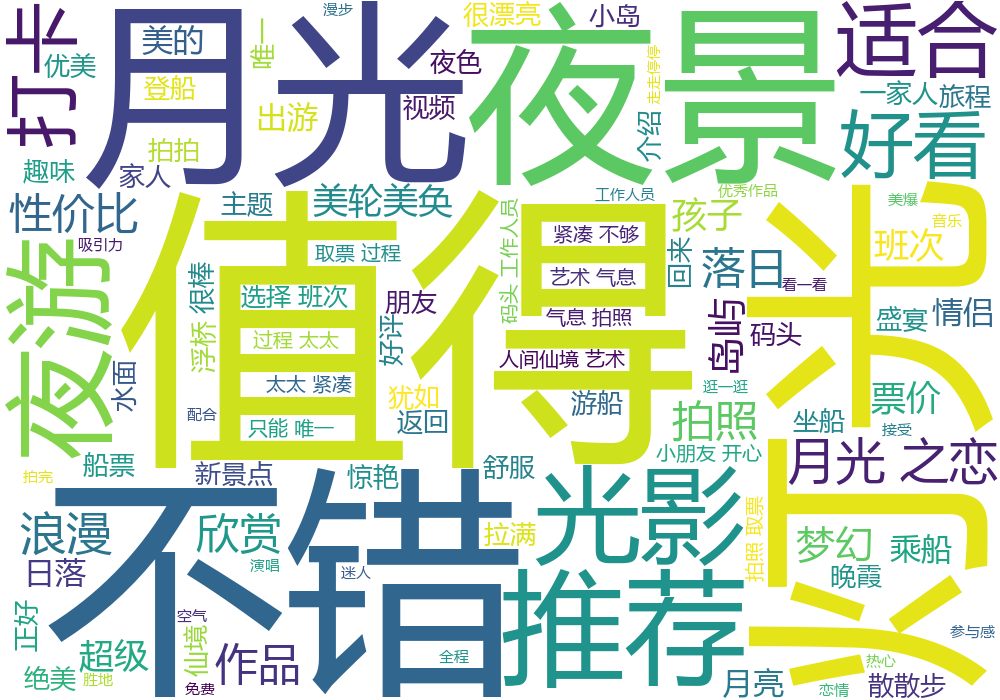 漫步
很漂亮
小岛
月光
夜景
适合
打卡
美的
唯一
夜色
走走停停
优美
登船
视频
一家人
旅程
出游
介绍
好看
拍拍
趣味
家人
工作人员
优秀作品
美爆
性价比
主题
美轮美奂
码头 工作人员
孩子
音乐
吸引力
取票 过程
紧凑 不够
班次
夜游
值得
灯光
回来
落日
艺术 气息
看一看
很棒
选择 班次
朋友
气息 拍照
岛屿
码头
盛宴
情侣
浮桥
过程 太太
好评
人间仙境 艺术
水面
太太 紧凑
犹如
游船
逛一逛
票价
配合
只能 唯一
返回
拍照
坐船
接受
船票
新景点
惊艳
舒服
小朋友 开心
月光 之恋
拍完
不错
光影
浪漫
欣赏
拉满
拍照 取票
梦幻
乘船
日落
演唱
迷人
推荐
晚霞
正好
空气
超级
仙境
作品
全程
参与感
绝美
胜地
免费
月亮
热心
恋情
散散步